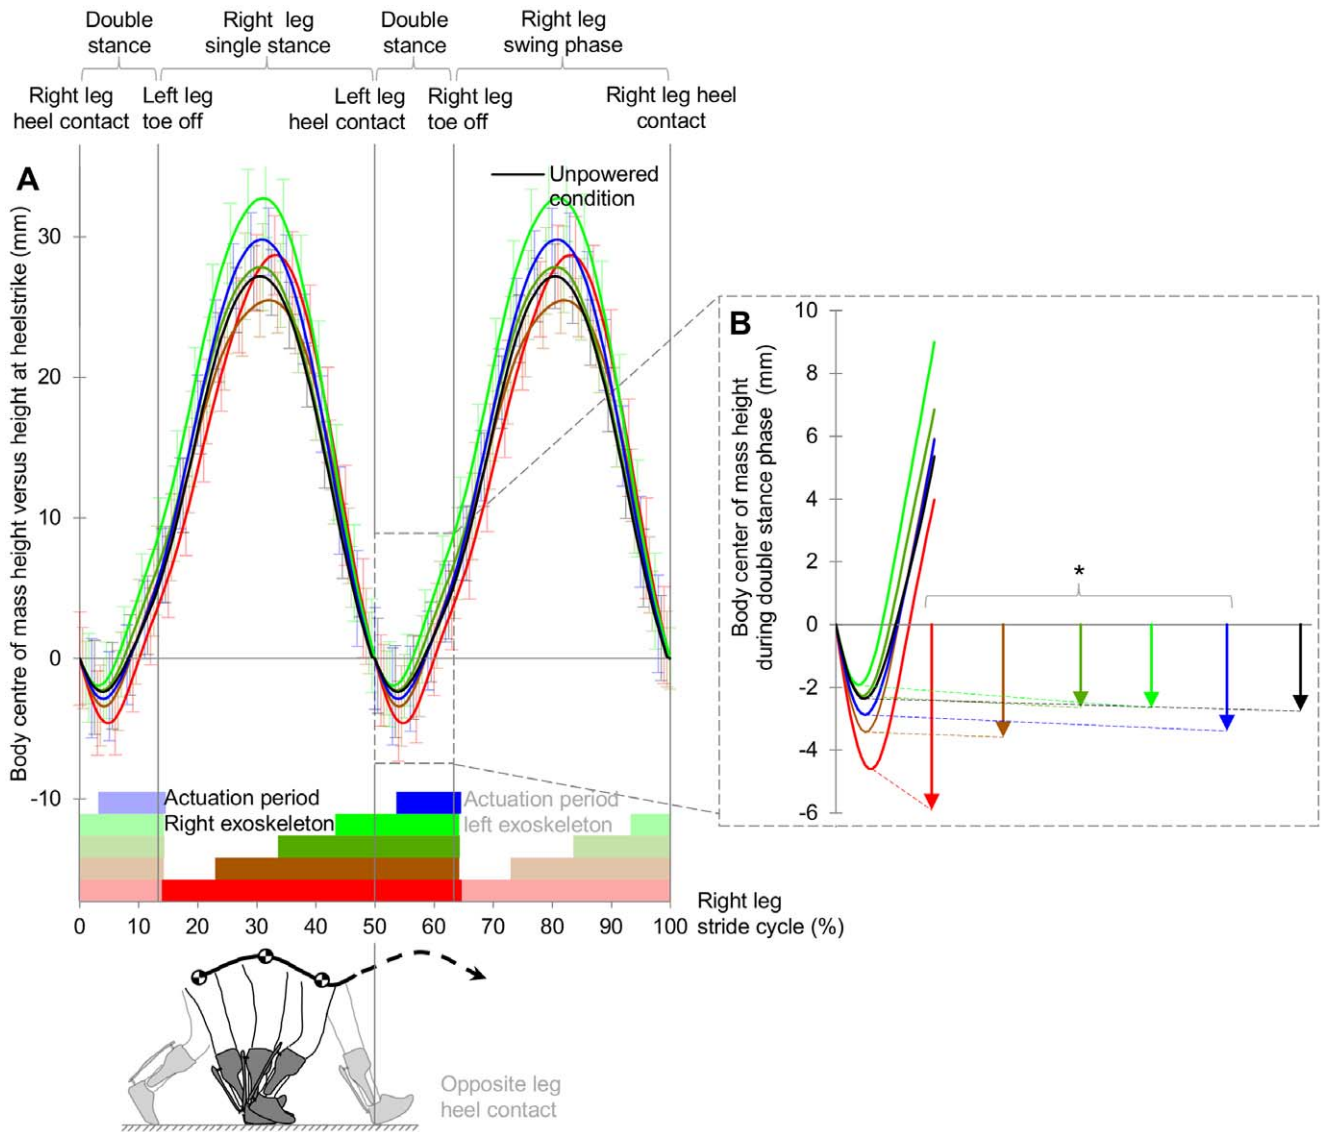 Double
stance
Right leg
single stance
Double
stance
Right leg
swing phase
Right leg
heel contact
Left leg
toe off
Left leg
heel contact
Right leg
toe off
Right leg heel
contact
A
Unpowered
condition
Body centre of mass height versus height at heelstrike (mm)
30
20
10
0
-10
Actuation period
Right exoskeleton
Actuation period
left exoskeleton
0 10 20 30 40 50 60 70 80 90 100
Right leg
stride cycle (%)
B
Body center of mass height
during double stance phase (mm)
10
8
6
4
2
0
-2
-4
-6
*
Opposite leg
heel contact